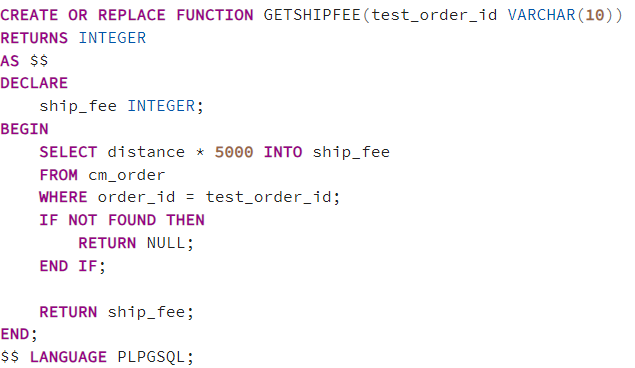 CREATE OR REPLACE FUNCTION GETSHIPFEE(test_order_id VARCHAR(10))
RETURNS INTEGER
AS $$
DECLARE
    ship_fee INTEGER;
BEGIN
    SELECT distance * 5000 INTO ship_fee
    FROM cm_order
    WHERE order_id = test_order_id;
    IF NOT FOUND THEN
        RETURN NULL;
    END IF;

    RETURN ship_fee;
END;
$$ LANGUAGE PLPGSQL;